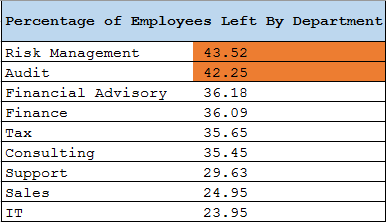 Percentage of Employees Left By Department
Risk Management 43.52
Audit 42.25
Financial Advisory 36.18
Finance 36.09
Tax 35.65
Consulting 35.45
Support 29.63
Sales 24.95
IT 23.95